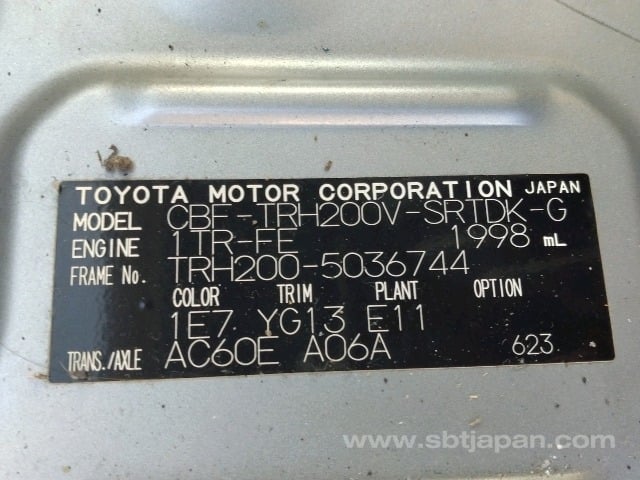 TOYOTA MOTOR CORPORATION JAPAN
MODEL CBF-TRH200V-SRTDK-G
ENGINE 1TR-FE 1998 mL
FRAME No. TRH200-5036744
COLOR TRIM PLANT OPTION
1E7 YG13 E11
TRANS./AXLE AC60E A06A 623
www.sbtjapan.com